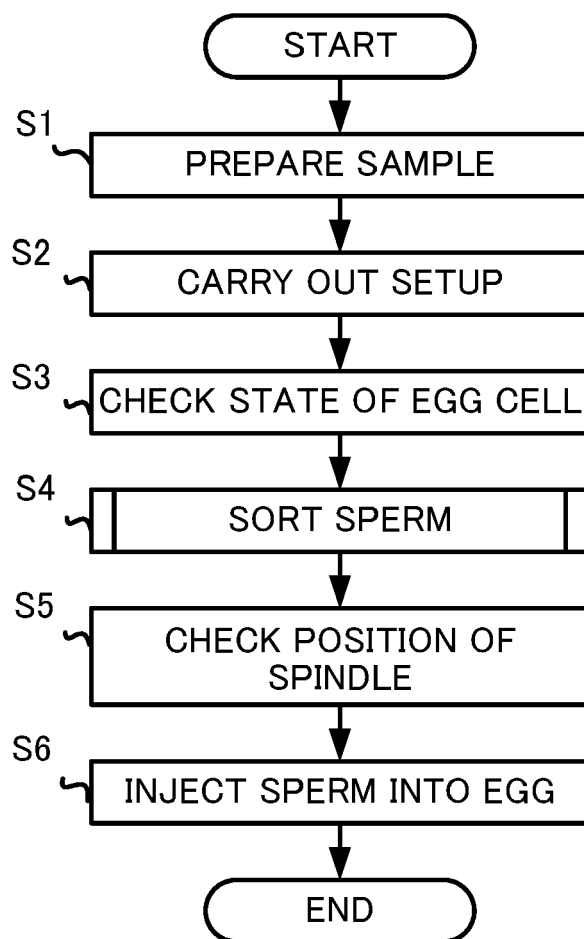 START
S1
PREPARE SAMPLE
S2
CARRY OUT SETUP
S3
CHECK STATE OF EGG CELL
S4
SORT SPERM
S5
CHECK POSITION OF
SPINDLE
S6
INJECT SPERM INTO EGG
END